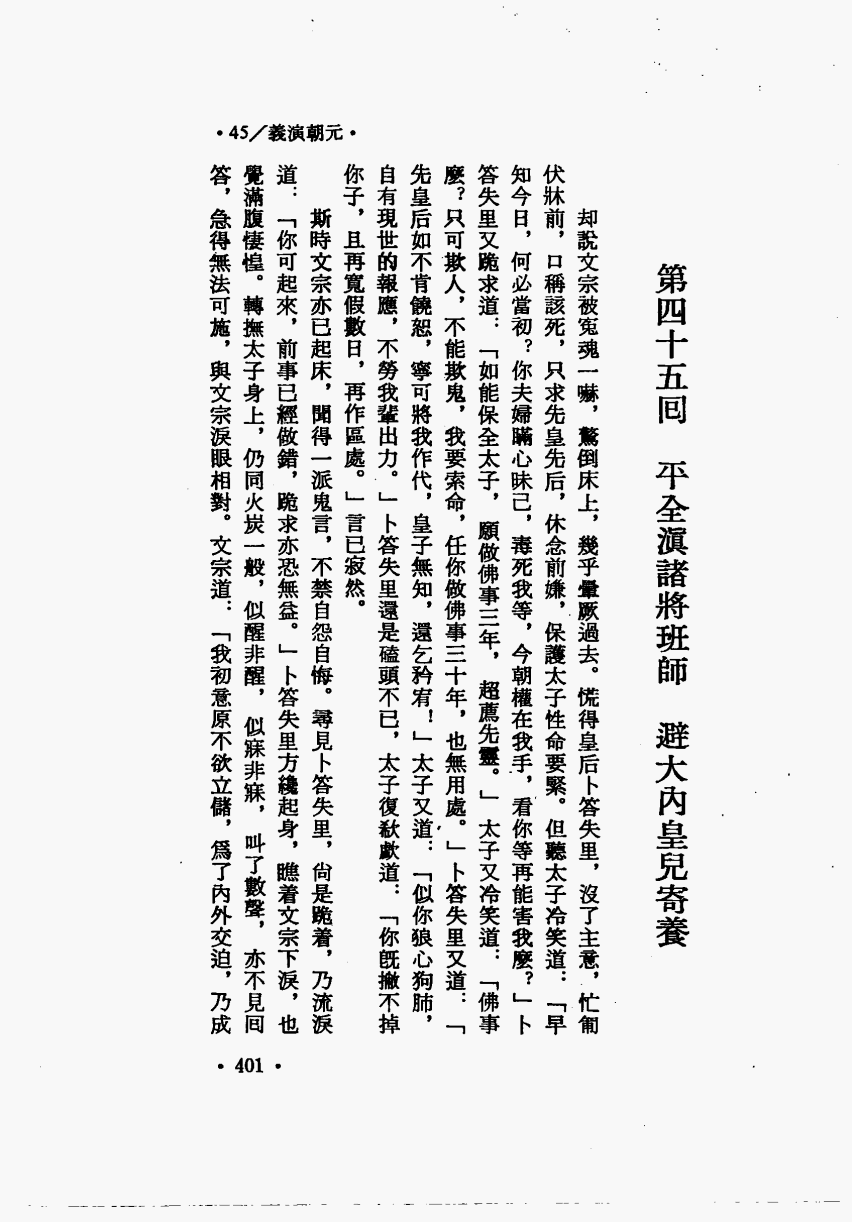 •45／義演朝元•
第四十五回　平全滇諸將班師　避大內皇兒寄養
却說文宗被寃魂一嚇，驚倒床上，幾乎暈厥過去。慌得皇后卜答失里，沒了主意，忙匍
伏牀前，口稱該死，只求先皇先后，休念前嫌，保護太子性命要緊。但聽太子冷笑道：「早
知今日，何必當初？你夫婦瞞心昧己，毒死我等，今朝權在我手，看你等再能害我麼？」卜
答失里又跪求道：「如能保全太子，願做佛事三年，超薦先靈。」太子又冷笑道：「佛事
麼？只可欺人，不能欺鬼，我要索命，任你做佛事三十年，也無用處。」卜答失里又道：「
先皇后如不肯饒恕，寧可將我作代，皇子無知，還乞矜宥！」太子又道：「似你狼心狗肺，
自有現世的報應，不勞我輩出力。」卜答失里還是磕頭不已，太子復欷歔道：「你旣撇不掉
你子，且再寬假數日，再作區處。」言已寂然。
斯時文宗亦已起床，聞得一派鬼言，不禁自怨自悔。尋見卜答失里，尙是跪着，乃流淚
道：「你可起來，前事已經做錯，跪求亦恐無益。」卜答失里方纔起身，瞧着文宗下淚，也
覺滿腹悽惶。轉撫太子身上，仍同火炭一般，似醒非醒，似寐非寐，叫了數聲，亦不見回
答，急得無法可施，與文宗淚眼相對。文宗道：「我初意原不欲立儲，爲了內外交迫，乃成
•401•